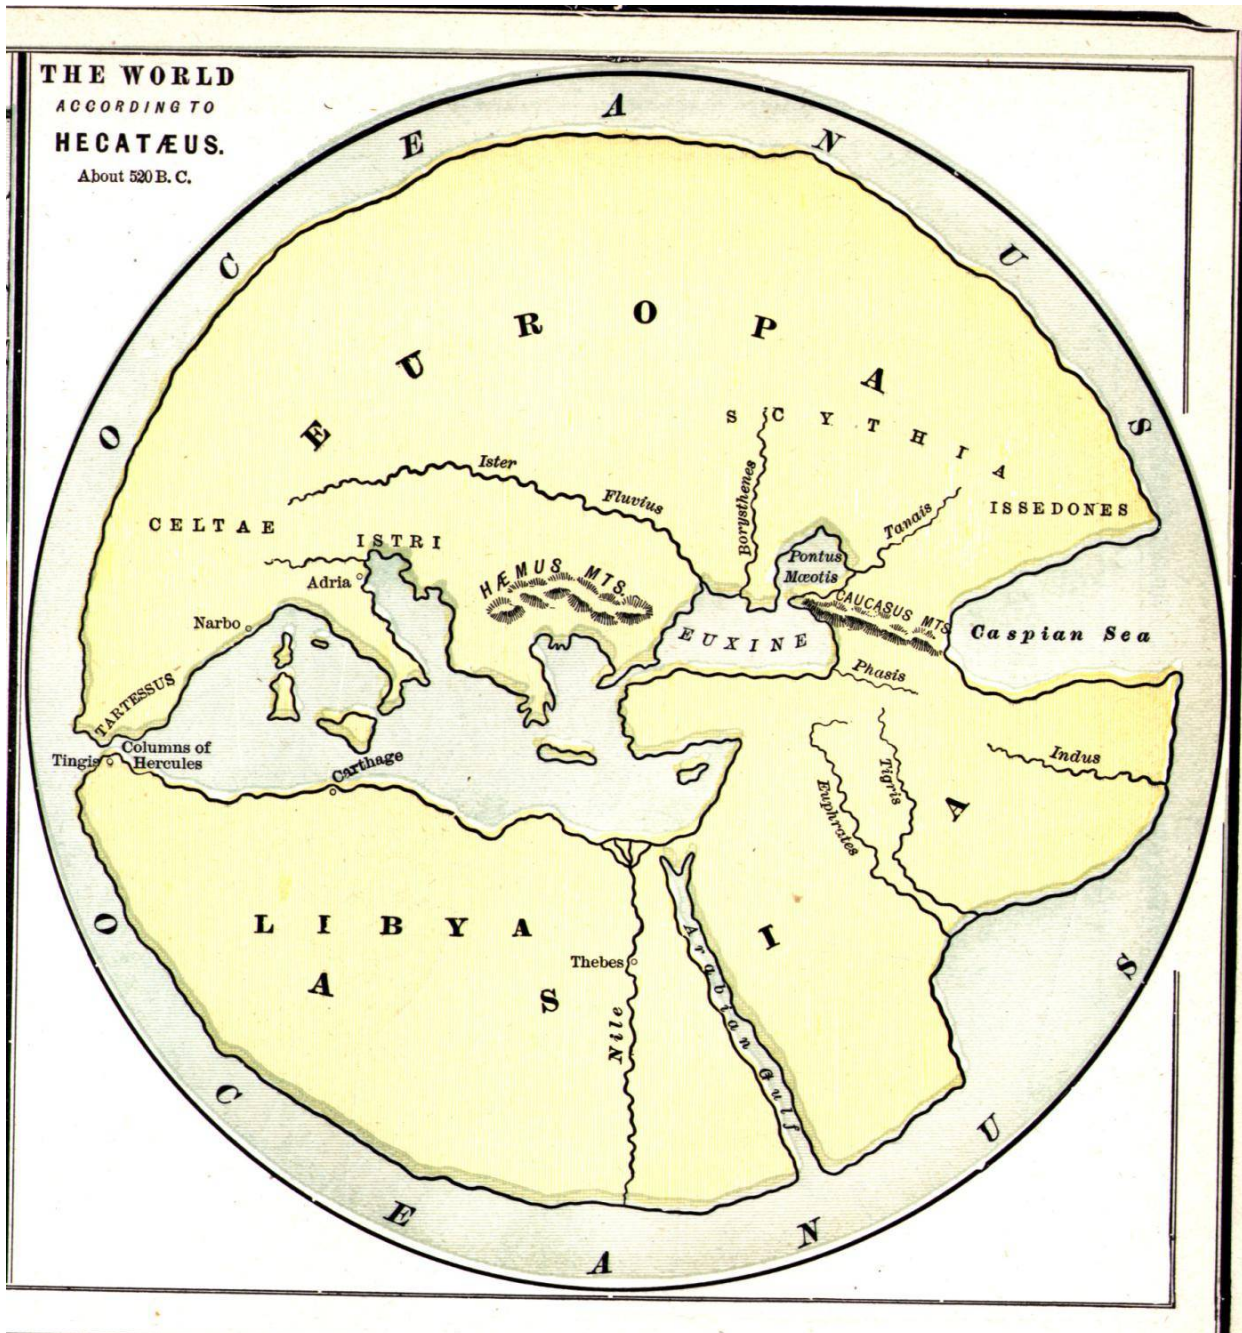 THE WORLD
ACCORDING TO
HECATÆUS.
About 520 B.C.
OCEANUS
EUROPA
SCYTHIA
Ister
Fluvius
Borysthenes
Tanais
ISSEDONES
CELTAE
ISTRI
Pontus
Mœotis
Adria
HÆMUS MTS.
CAUCASUS MTS
Narbo
EUXINE
Caspian Sea
Phasis
TARTESSUS
Columns of
Hercules
Tingis
Carthage
Indus
Tigris
Euphrates
LIBYA
ASIA
Thebes
Nile
Arabian Gulf
OCEANUS